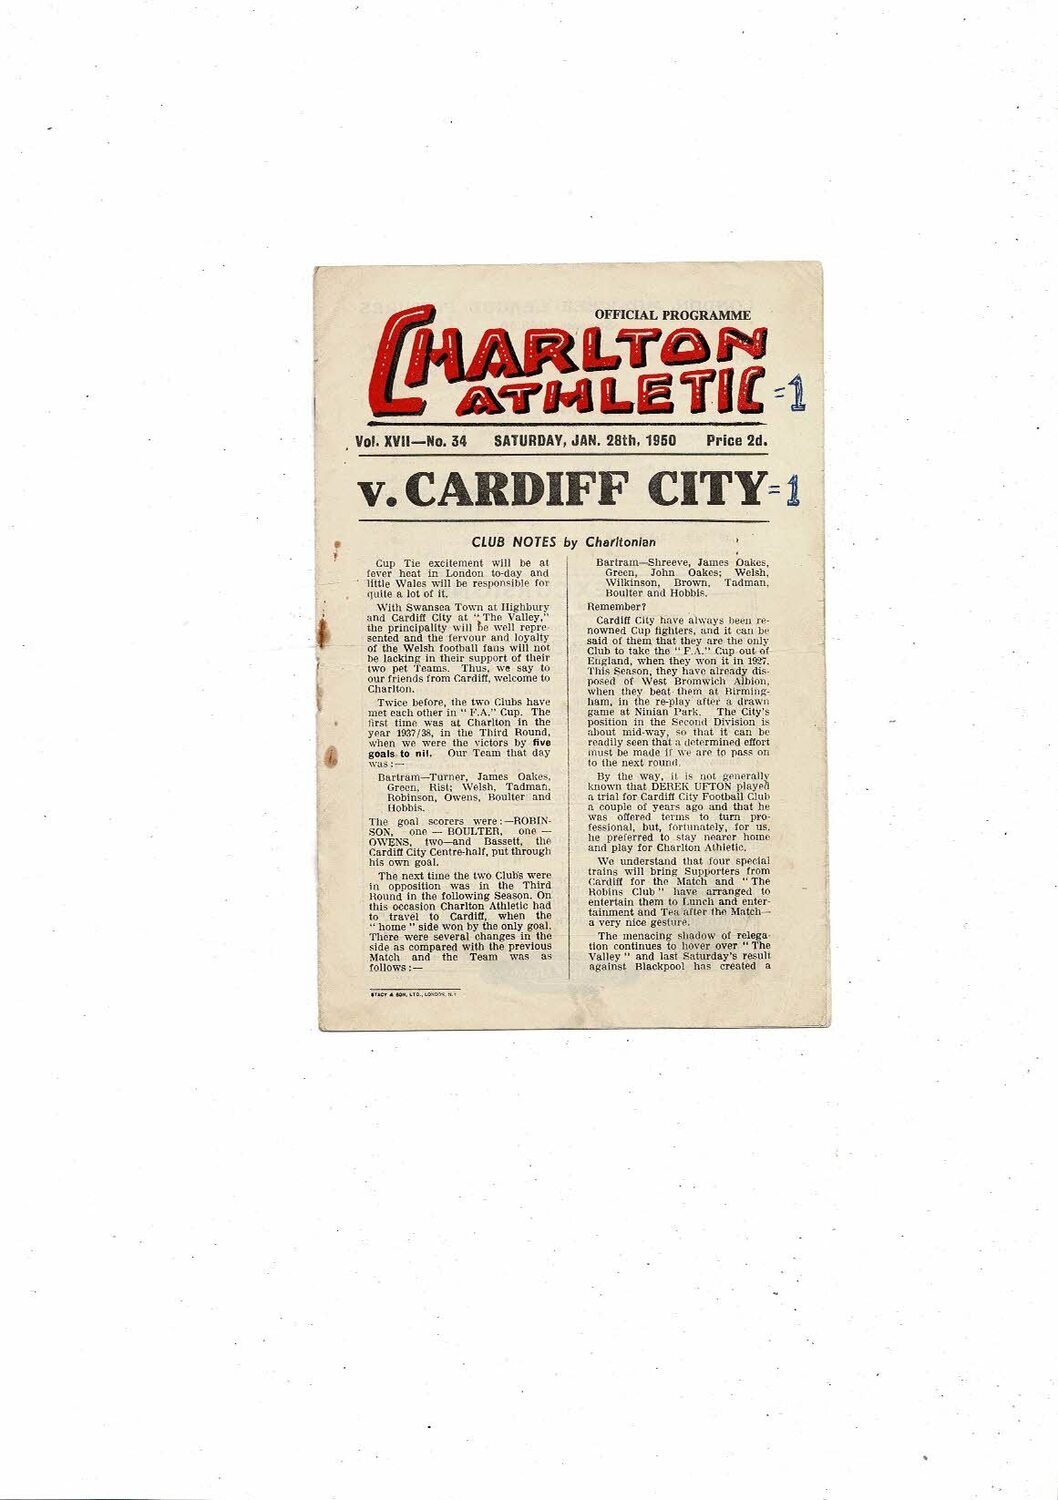 OFFICIAL PROGRAMME
CHARLTON
ATHLETIC =1
Vol. XVII—No. 34 SATURDAY, JAN. 28th, 1950 Price 2d.
v. CARDIFF CITY =1
CLUB NOTES by Charltonian
Cup Tie excitement will be at
fever heat in London to-day and
little Wales will be responsible for
quite a lot of it.
With Swansea Town at Highbury
and Cardiff City at "The Valley,"
the principality will be well repre-
sented and the fervour and loyalty
of the Welsh football fans will not
be lacking in their support of their
two pet Teams. Thus, we say to
our friends from Cardiff, welcome to
Charlton.
Twice before, the two Clubs have
met each other in "F.A." Cup. The
first time was at Charlton in the
year 1937/38, in the Third Round,
when we were the victors by five
goals to nil. Our Team that day
was:—
Bartram—Turner, James Oakes,
Green, Rist; Welsh, Tadman,
Robinson, Owens, Boulter and
Hobbis.
The goal scorers were:—ROBIN-
SON, one — BOULTER, one —
OWENS, two—and Bassett, the
Cardiff City Centre-half, put through
his own goal.
The next time the two Clubs were
in opposition was in the Third
Round in the following Season. On
this occasion Charlton Athletic had
to travel to Cardiff, when the
"home" side won by the only goal.
There were several changes in the
side as compared with the previous
Match and the Team was as
follows:—
STACY & SON, LTD., LONDON, N.1
Bartram—Shreeve, James Oakes,
Green, John Oakes; Welsh,
Wilkinson, Brown, Tadman,
Boulter and Hobbis.
Remember?
Cardiff City have always been re-
nowned Cup fighters, and it can be
said of them that they are the only
Club to take the "F.A." Cup out of
England, when they won it in 1927.
This Season, they have already dis-
posed of West Bromwich Albion,
when they beat them at Birming-
ham, in the re-play after a drawn
game at Ninian Park. The City's
position in the Second Division is
about mid-way, so that it can be
readily seen that a determined effort
must be made if we are to pass on
to the next round.
By the way, it is not generally
known that DEREK UFTON played
a trial for Cardiff City Football Club
a couple of years ago and that he
was offered terms to turn pro-
fessional, but, fortunately, for us,
he preferred to stay nearer home
and play for Charlton Athletic.
We understand that four special
trains will bring Supporters from
Cardiff for the Match and "The
Robins Club" have arranged to
entertain them to Lunch and enter-
tainment and Tea after the Match—
a very nice gesture.
The menacing shadow of relega-
tion continues to hover over "The
Valley" and last Saturday's result
against Blackpool has created a